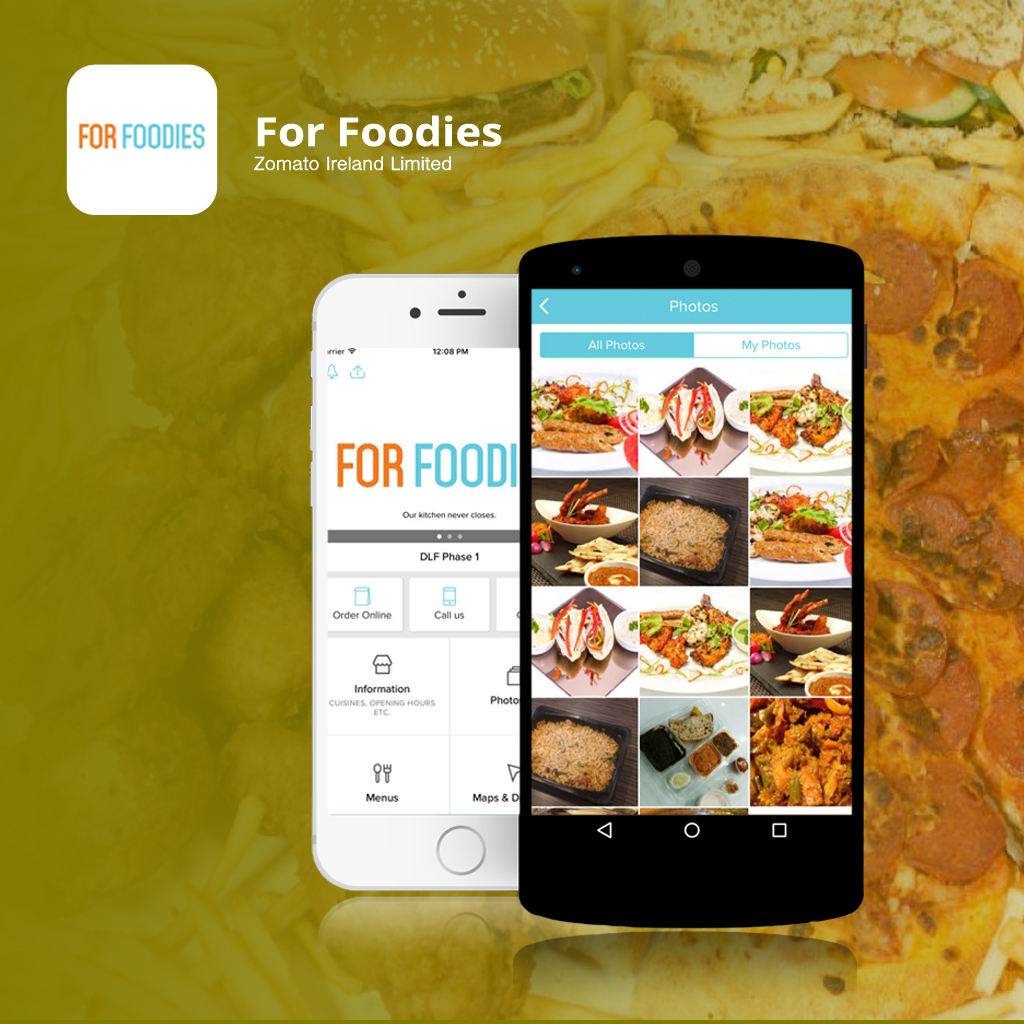 FOR FOODIES
For Foodies
Zomato Ireland Limited
rrier
12:08 PM
FOR FOODI
Our kitchen never closes.
DLF Phase 1
Order Online
Call us
Information
CUISINES, OPENING HOURS
ETC.
Photo
Menus
Maps & D
Photos
All Photos
My Photos